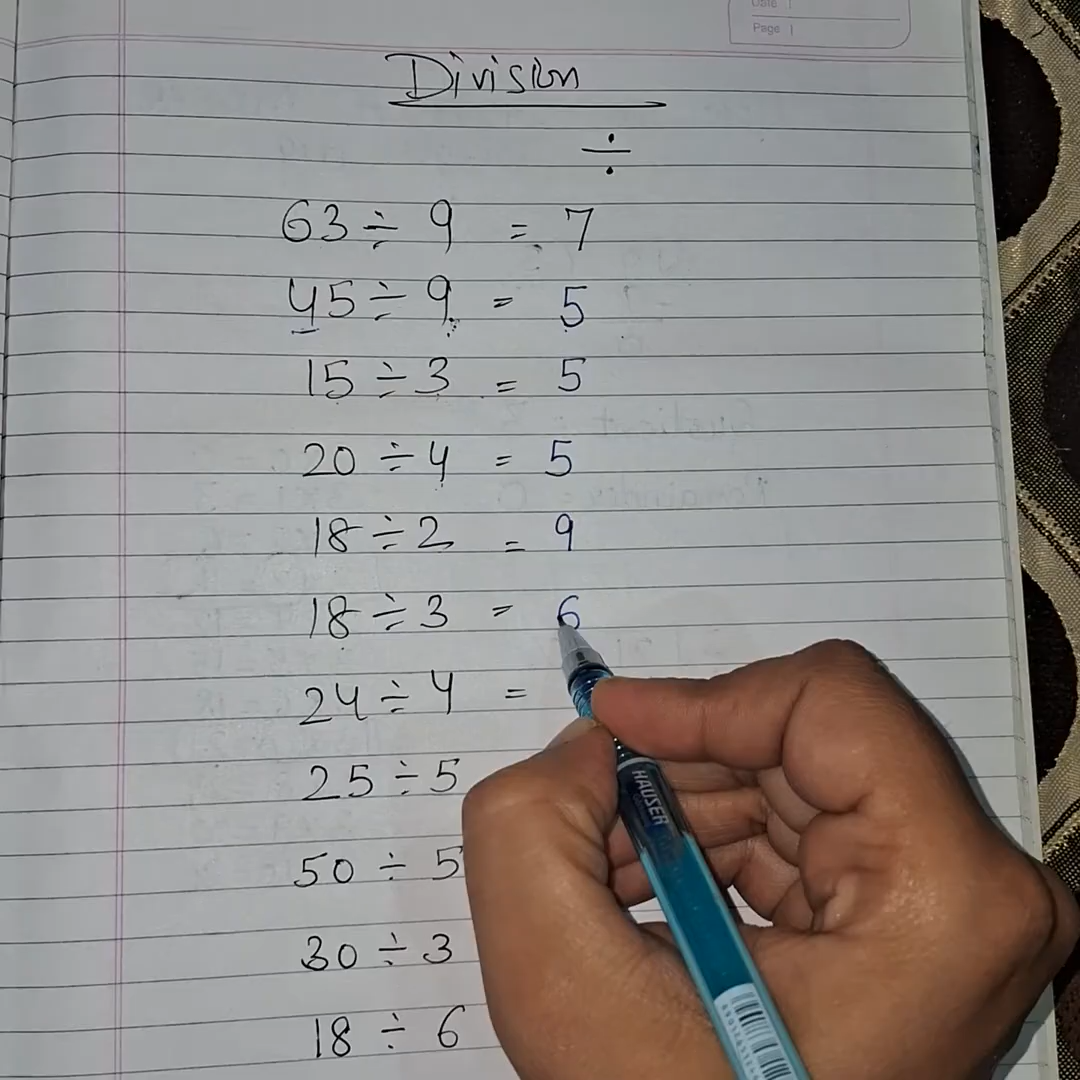 Date
Page
Division
÷
63 ÷ 9 = 7
45 ÷ 9 = 5
15 ÷ 3 = 5
20 ÷ 4 = 5
18 ÷ 2 = 9
18 ÷ 3 = 6
24 ÷ 4 =
25 ÷ 5
50 ÷ 5
30 ÷ 3
18 ÷ 6
HAUSER